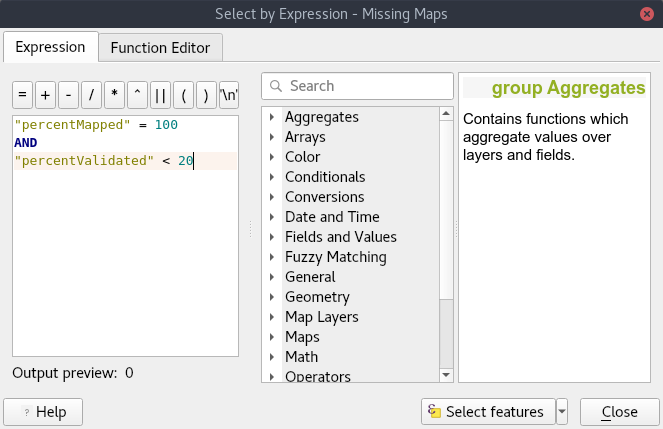 Select by Expression - Missing Maps
Expression
Function Editor
= + - / * ^ || ( ) '\n'
"percentMapped" = 100
AND
"percentValidated" < 20
Output preview: 0
Search
Aggregates
Arrays
Color
Conditionals
Conversions
Date and Time
Fields and Values
Fuzzy Matching
General
Geometry
Map Layers
Maps
Math
Operators
group Aggregates
Contains functions which
aggregate values over
layers and fields.
? Help
ε Select features
Close